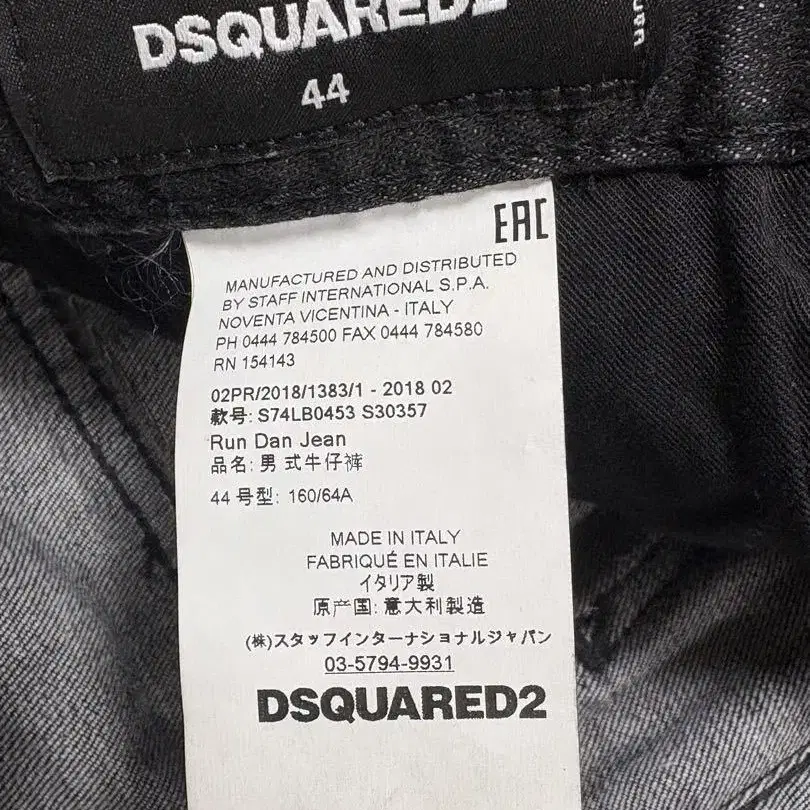 DSQUARED2
44
EAC
MANUFACTURED AND DISTRIBUTED
BY STAFF INTERNATIONAL S.P.A.
NOVENTA VICENTINA - ITALY
PH 0444 784500 FAX 0444 784580
RN 154143
02PR/2018/1383/1 - 2018 02
款号: S74LB0453 S30357
Run Dan Jean
品名: 男 式牛仔裤
44 号型: 160/64A
MADE IN ITALY
FABRIQUÉ EN ITALIE
イタリア製
原产国: 意大利製造
(株)スタッフインターナショナルジャパン
03-5794-9931
DSQUARED2